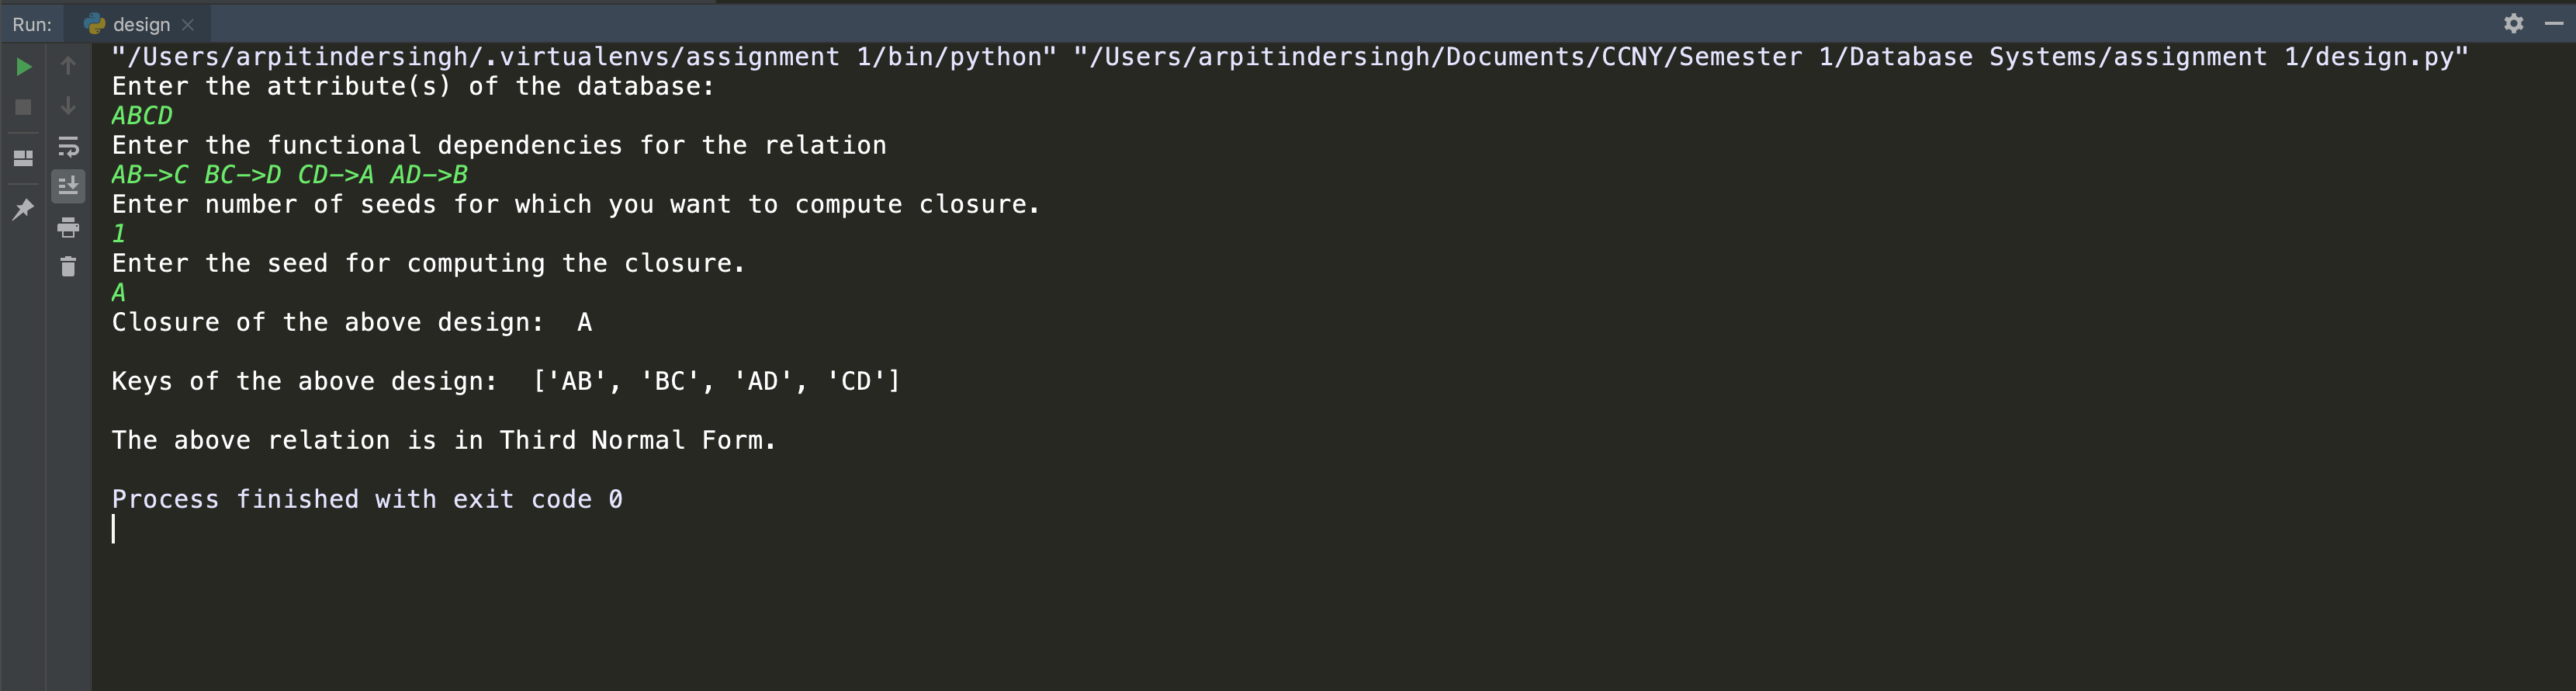 Run: design
"/Users/arpitindersingh/.virtualenvs/assignment 1/bin/python" "/Users/arpitindersingh/Documents/CCNY/Semester 1/Database Systems/assignment 1/design.py"
Enter the attribute(s) of the database:
ABCD
Enter the functional dependencies for the relation
AB->C BC->D CD->A AD->B
Enter number of seeds for which you want to compute closure.
1
Enter the seed for computing the closure.
A
Closure of the above design:  A
Keys of the above design:  ['AB', 'BC', 'AD', 'CD']
The above relation is in Third Normal Form.
Process finished with exit code 0